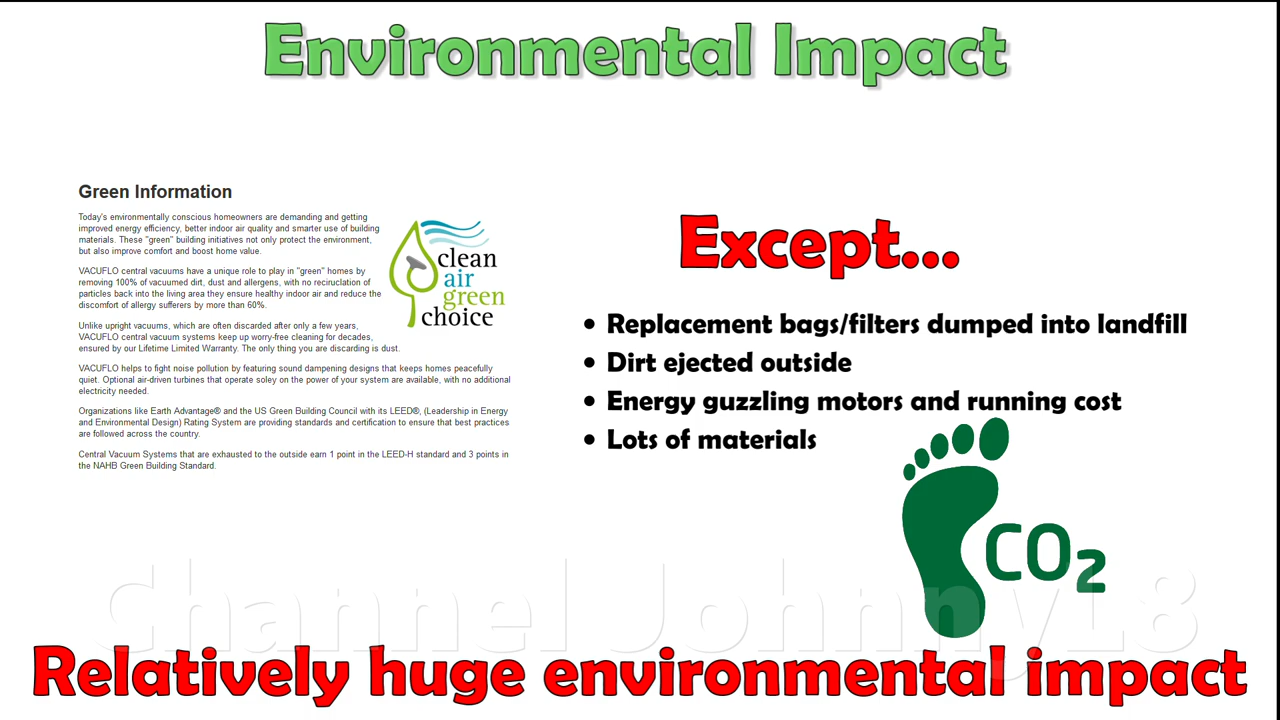 Environmental Impact
Green Information
Today's environmentally conscious homeowners are demanding and getting
improved energy efficiency, better indoor air quality and smarter use of building
materials. These "green" building initiatives not only protect the environment,
but also improve comfort and boost home value.
VACUFLO central vacuums have a unique role to play in "green" homes by
removing 100% of vacuumed dirt, dust and allergens, with no recirculation of
particles back into the living area they ensure healthy indoor air and reduce the
discomfort of allergy sufferers by more than 60%.
Unlike upright vacuums, which are often discarded after only a few years,
VACUFLO central vacuum systems keep up worry-free cleaning for decades,
ensured by our Lifetime Limited Warranty. The only thing you are discarding is dust.
VACUFLO helps to fight noise pollution by featuring sound dampening designs that keeps homes peacefully
quiet. Optional air-driven turbines that operate soley on the power of your system are available, with no additional
electricity needed.
Organizations like Earth Advantage® and the US Green Building Council with its LEED®, (Leadership in Energy
and Environmental Design) Rating System are providing standards and certification to ensure that best practices
are followed across the country.
Central Vacuum Systems that are exhausted to the outside earn 1 point in the LEED-H standard and 3 points in
the NAHB Green Building Standard.
clean
air
green
choice
Except...
• Replacement bags/filters dumped into landfill
• Dirt ejected outside
• Energy guzzling motors and running cost
• Lots of materials
CO2
Channel Johnny18
Relatively huge environmental impact